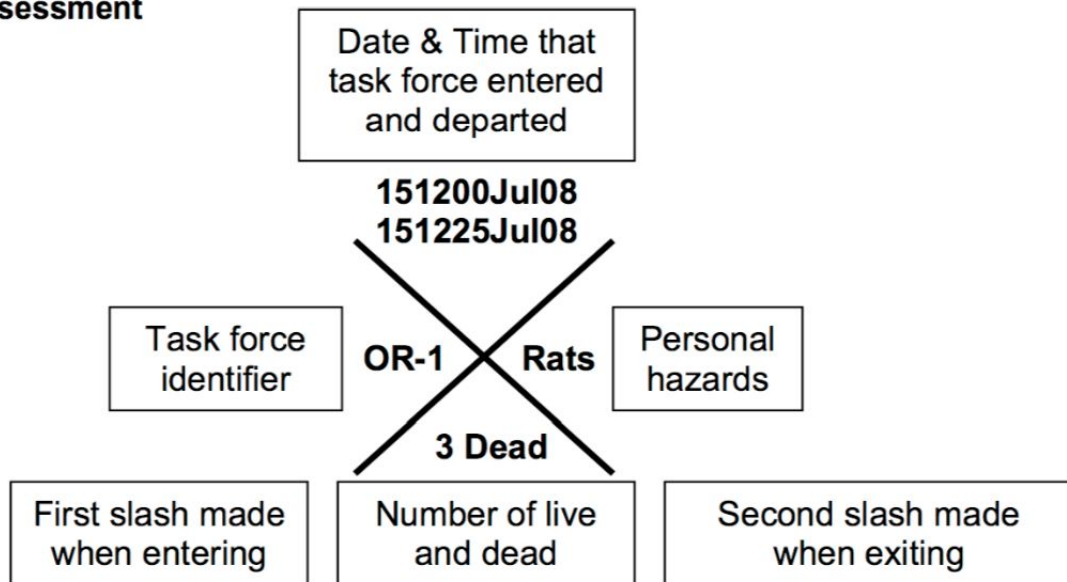 sessment
Date & Time that
task force entered
and departed
151200Jul08
151225Jul08
Task force
identifier
OR-1
Rats
Personal
hazards
3 Dead
First slash made
when entering
Number of live
and dead
Second slash made
when exiting